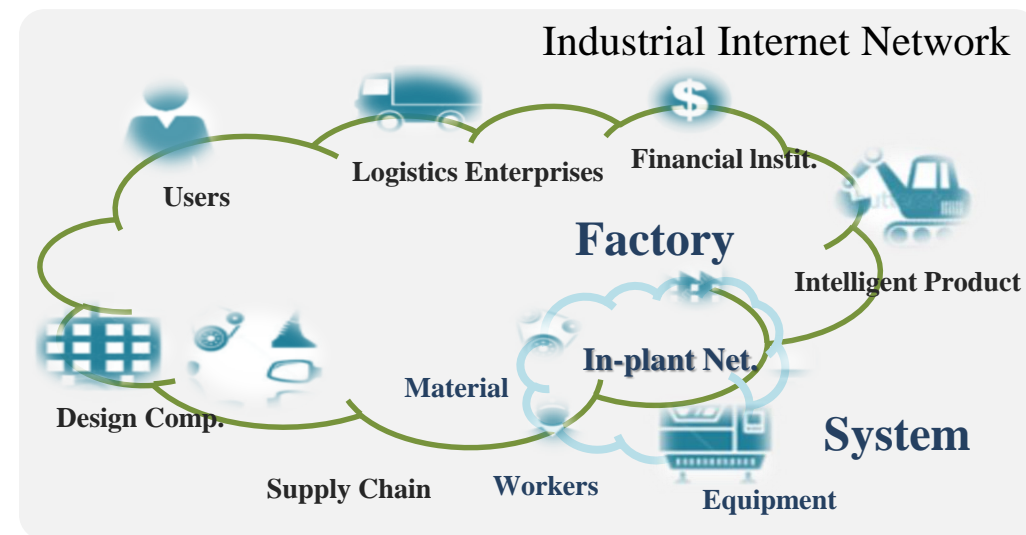 Industrial Internet Network
Users
Logistics Enterprises
Financial lnstit.
Factory
Intelligent Product
In-plant Net.
Material
Design Comp.
System
Supply Chain
Workers
Equipment